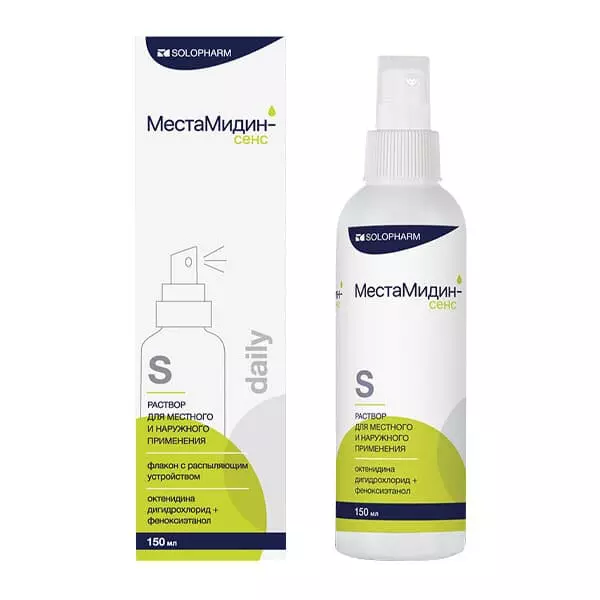 SOLOPHARM
МестаМидин-
сенс
S
daily
РАСТВОР
ДЛЯ МЕСТНОГО
И НАРУЖНОГО
ПРИМЕНЕНИЯ
флакон с распыляющим
устройством
октенидина
дигидрохлорид +
феноксиэтанол
150 мл
SOLOPHARM
МестаМидин-
сенс
S
РАСТВОР
ДЛЯ МЕСТНОГО
И НАРУЖНОГО
ПРИМЕНЕНИЯ
октенидина
дигидрохлорид +
феноксиэтанол
150 мл